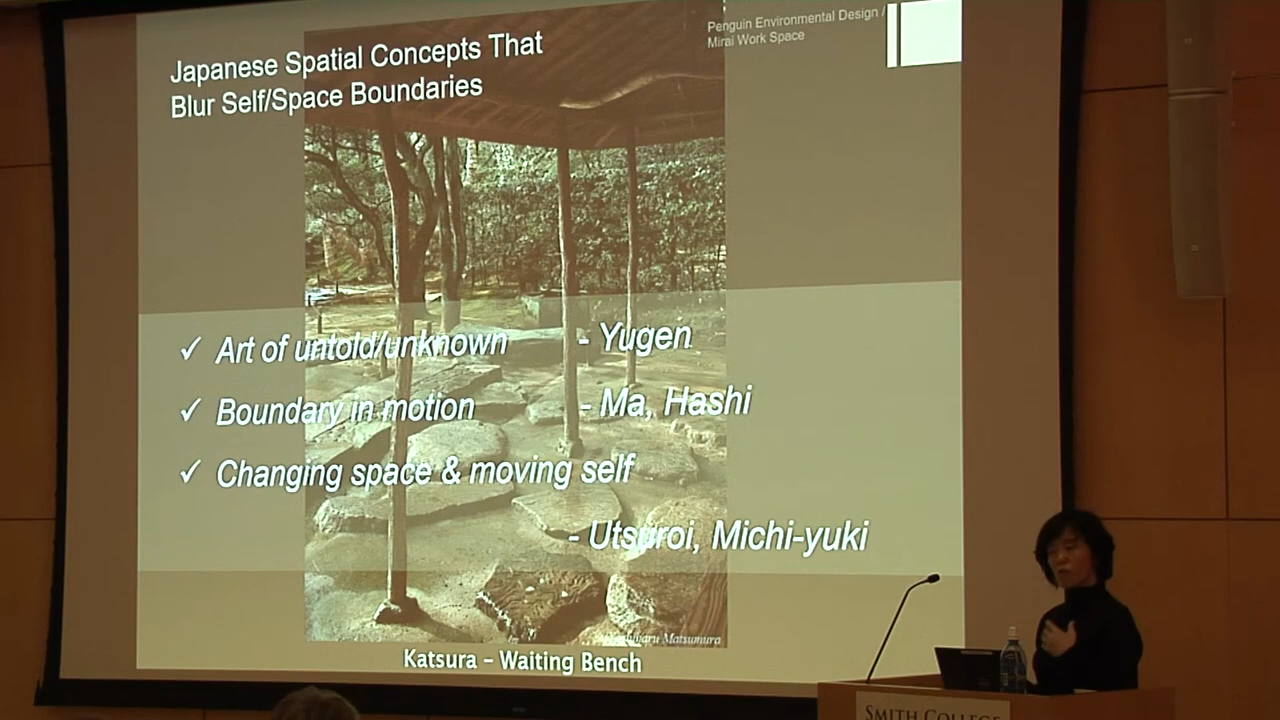 Japanese Spatial Concepts That
Blur Self/Space Boundaries
Penguin Environmental Design /
Mirai Work Space
✓ Art of untold/unknown - Yugen
✓ Boundary in motion - Ma, Hashi
✓ Changing space & moving self
- Utsuroi, Michi-yuki
Matsumura
Katsura – Waiting Bench
SMITH COLLEGE